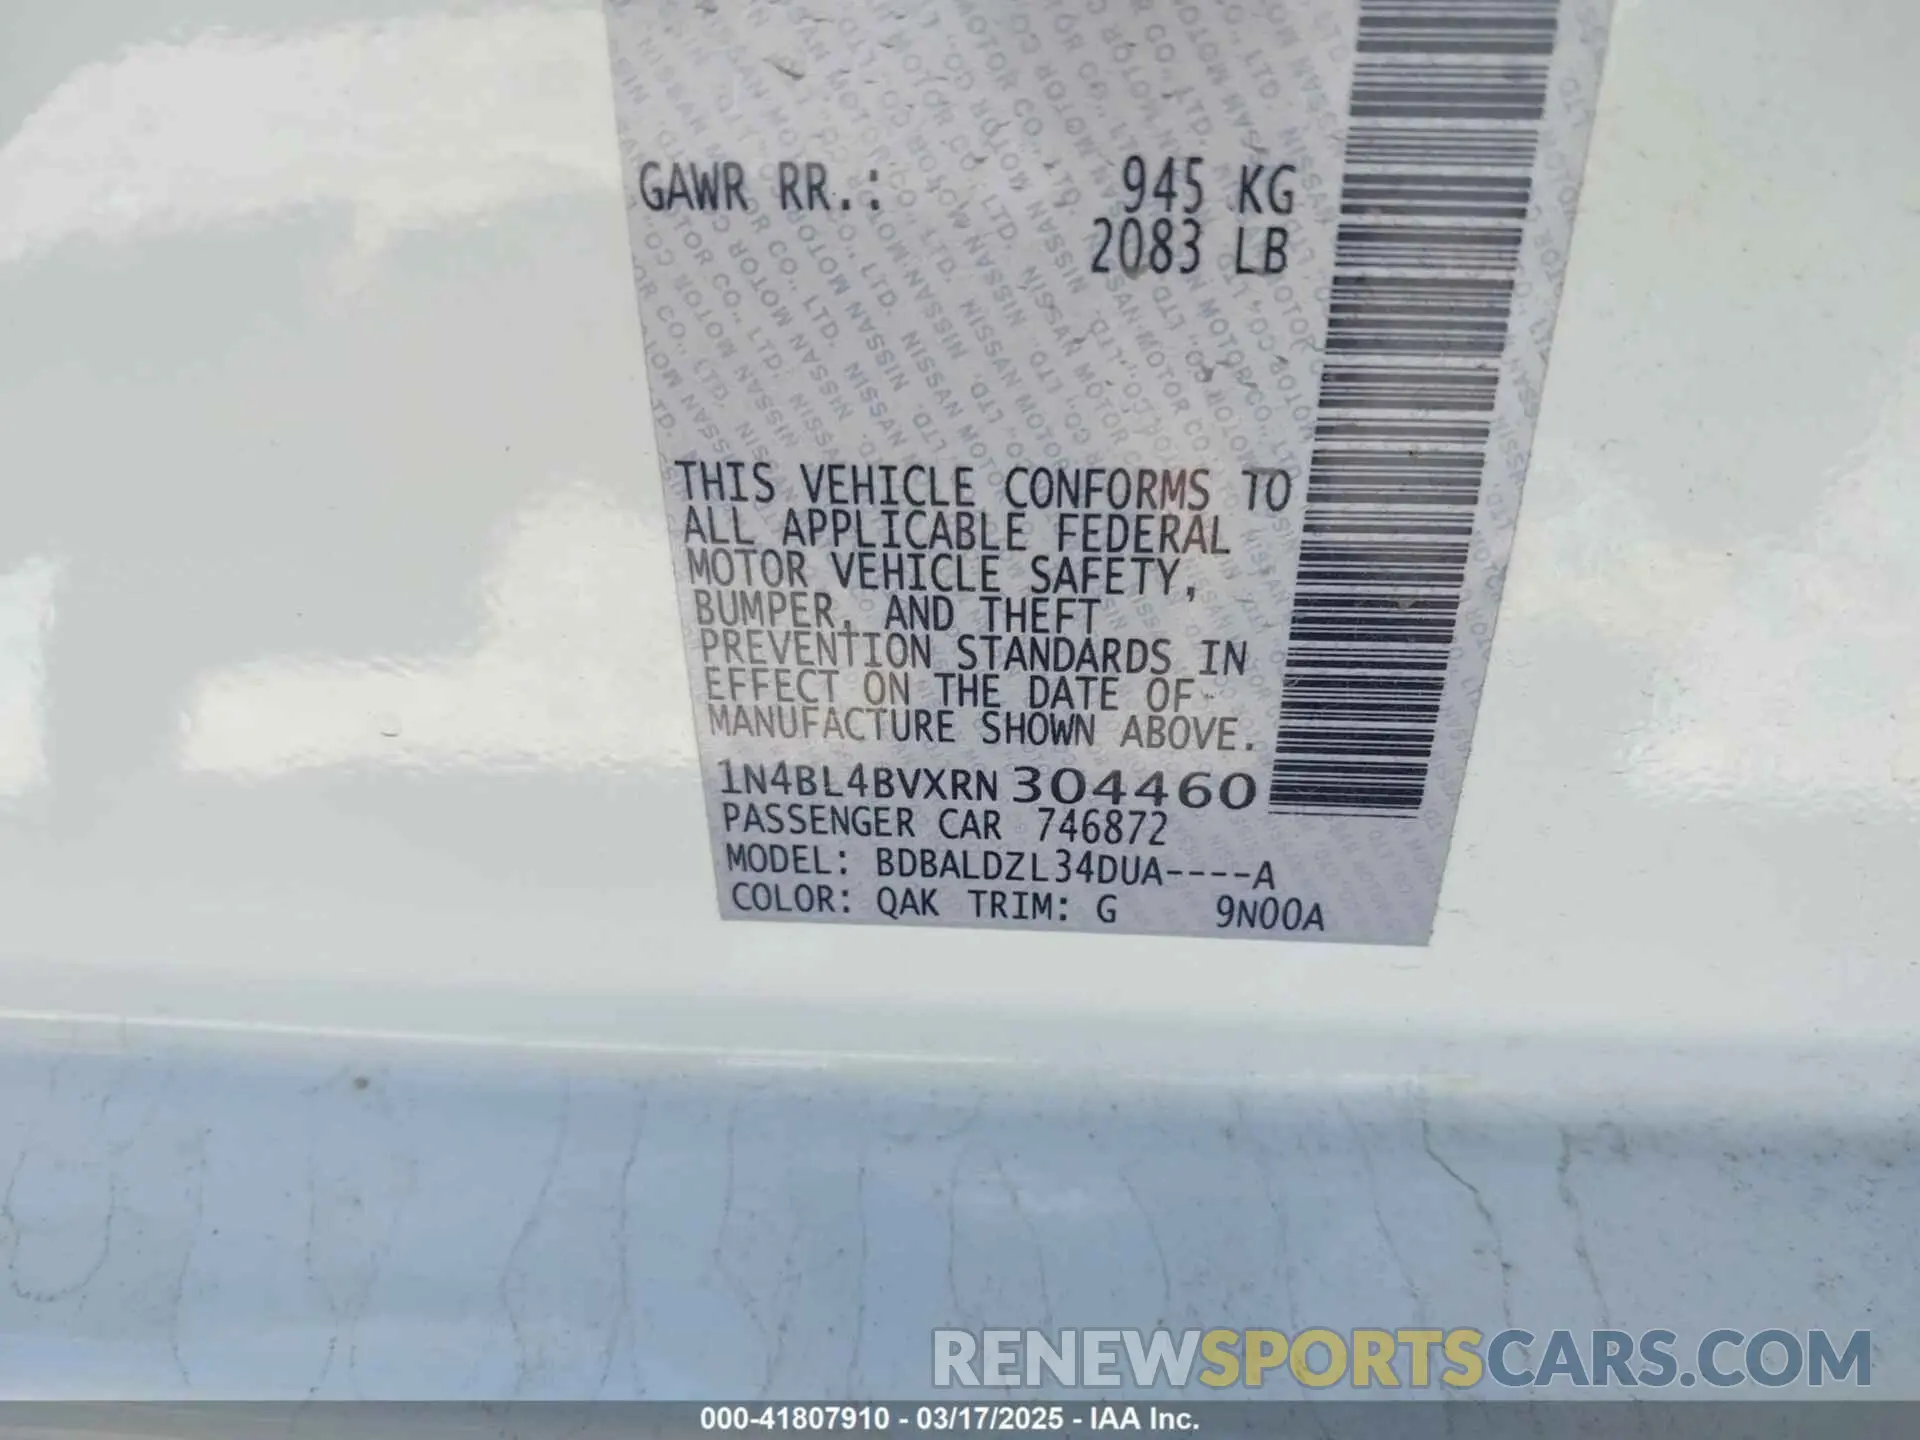 GAWR RR.: 945 KG
2083 LB
THIS VEHICLE CONFORMS TO
ALL APPLICABLE FEDERAL
MOTOR VEHICLE SAFETY,
BUMPER, AND THEFT
PREVENTION STANDARDS IN
EFFECT ON THE DATE OF
MANUFACTURE SHOWN ABOVE.
1N4BL4BVXRN304460
PASSENGER CAR 746872
MODEL: BDBALDZL34DUA----A
COLOR: QAK TRIM: G 9N00A
RENEWSPORTSCARS.COM
000-41807910 - 03/17/2025 - IAA Inc.